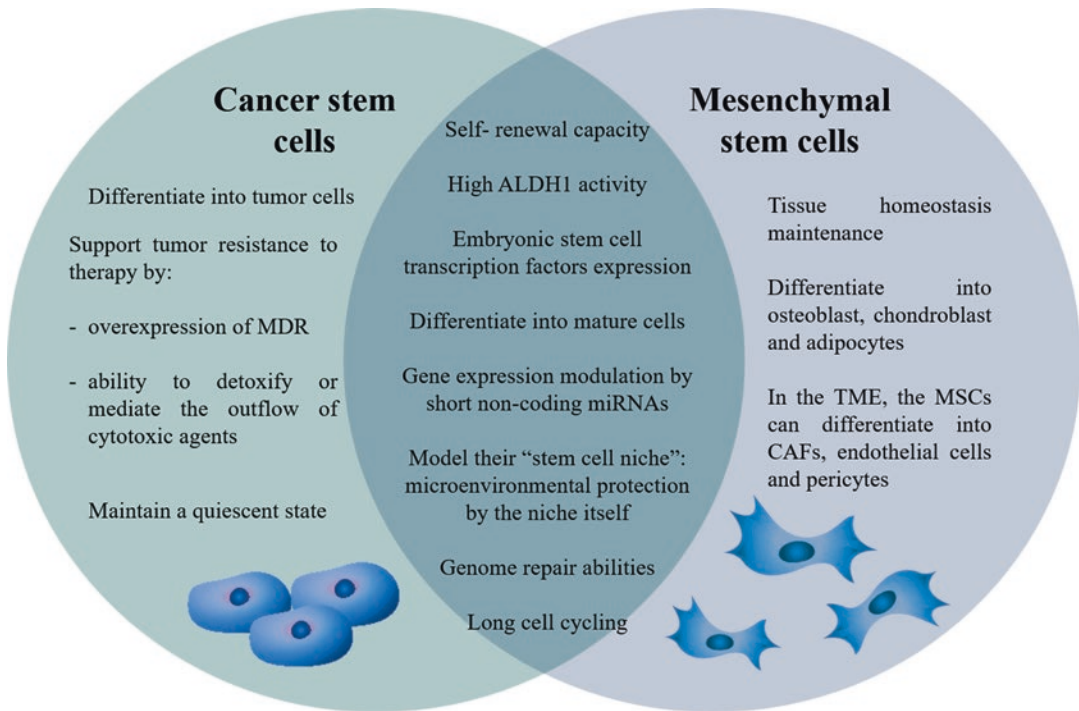 Cancer stem
cells
Differentiate into tumor cells
Support tumor resistance to
therapy by:
- overexpression of MDR
- ability to detoxify or
mediate the outflow of
cytotoxic agents
Maintain a quiescent state
Self- renewal capacity
High ALDH1 activity
Embryonic stem cell
transcription factors expression
Differentiate into mature cells
Gene expression modulation by
short non-coding miRNAs
Model their “stem cell niche”:
microenvironmental protection
by the niche itself
Genome repair abilities
Long cell cycling
Mesenchymal
stem cells
Tissue homeostasis
maintenance
Differentiate into
osteoblast, chondroblast
and adipocytes
In the TME, the MSCs
can differentiate into
CAFs, endothelial cells
and pericytes